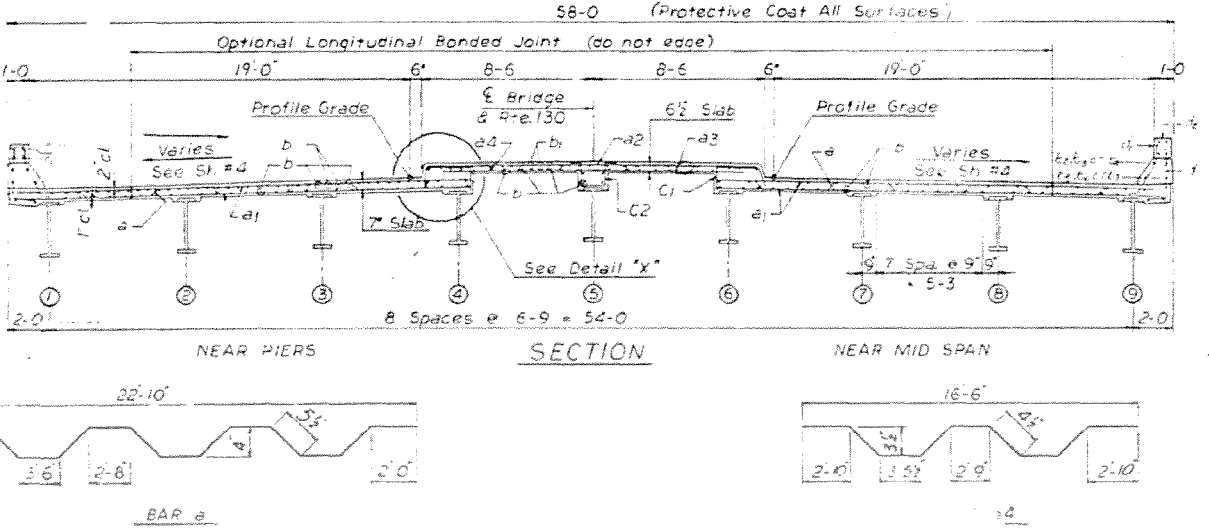 58-0 (Protective Coat All Surfaces)
Optional Longitudinal Bonded Joint (do not edge)
1-0 19'-0" 6" 8-6 8-6 6" 19'-0" 1-0
℄ Bridge
& Rte.130
Profile Grade
6½ Slab
Profile Grade
Varies
See Sh #4
2"cl
b
b
a4
b1
a2
a3
a
b
Varies
See Sh #4
1"cl
a
a1
7" Slab
b
C2
C1
a1
See Detail "X"
9" 7 Spa. @ 9" 9"
= 5-3
1 2 3 4 5 6 7 8 9
2'-0" 8 Spaces @ 6-9 = 54-0 2-0
NEAR PIERS
SECTION
NEAR MID SPAN
22'-10"
5½
4"
3'6" 2'-8" 2'0"
BAR a
16'-6"
4½
3½"
2'-10" 3'5½" 2'9" 2'-10"